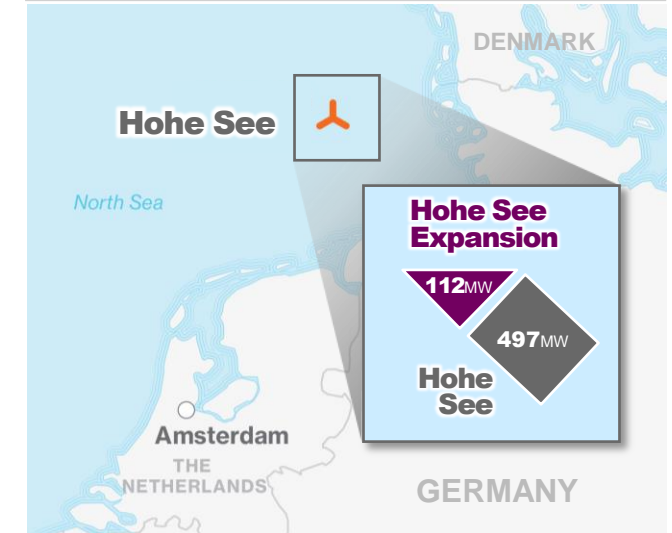 DENMARK
Hohe See
North Sea
Hohe See
Expansion
112MW
497MW
Hohe
See
Amsterdam
THE
NETHERLANDS
GERMANY